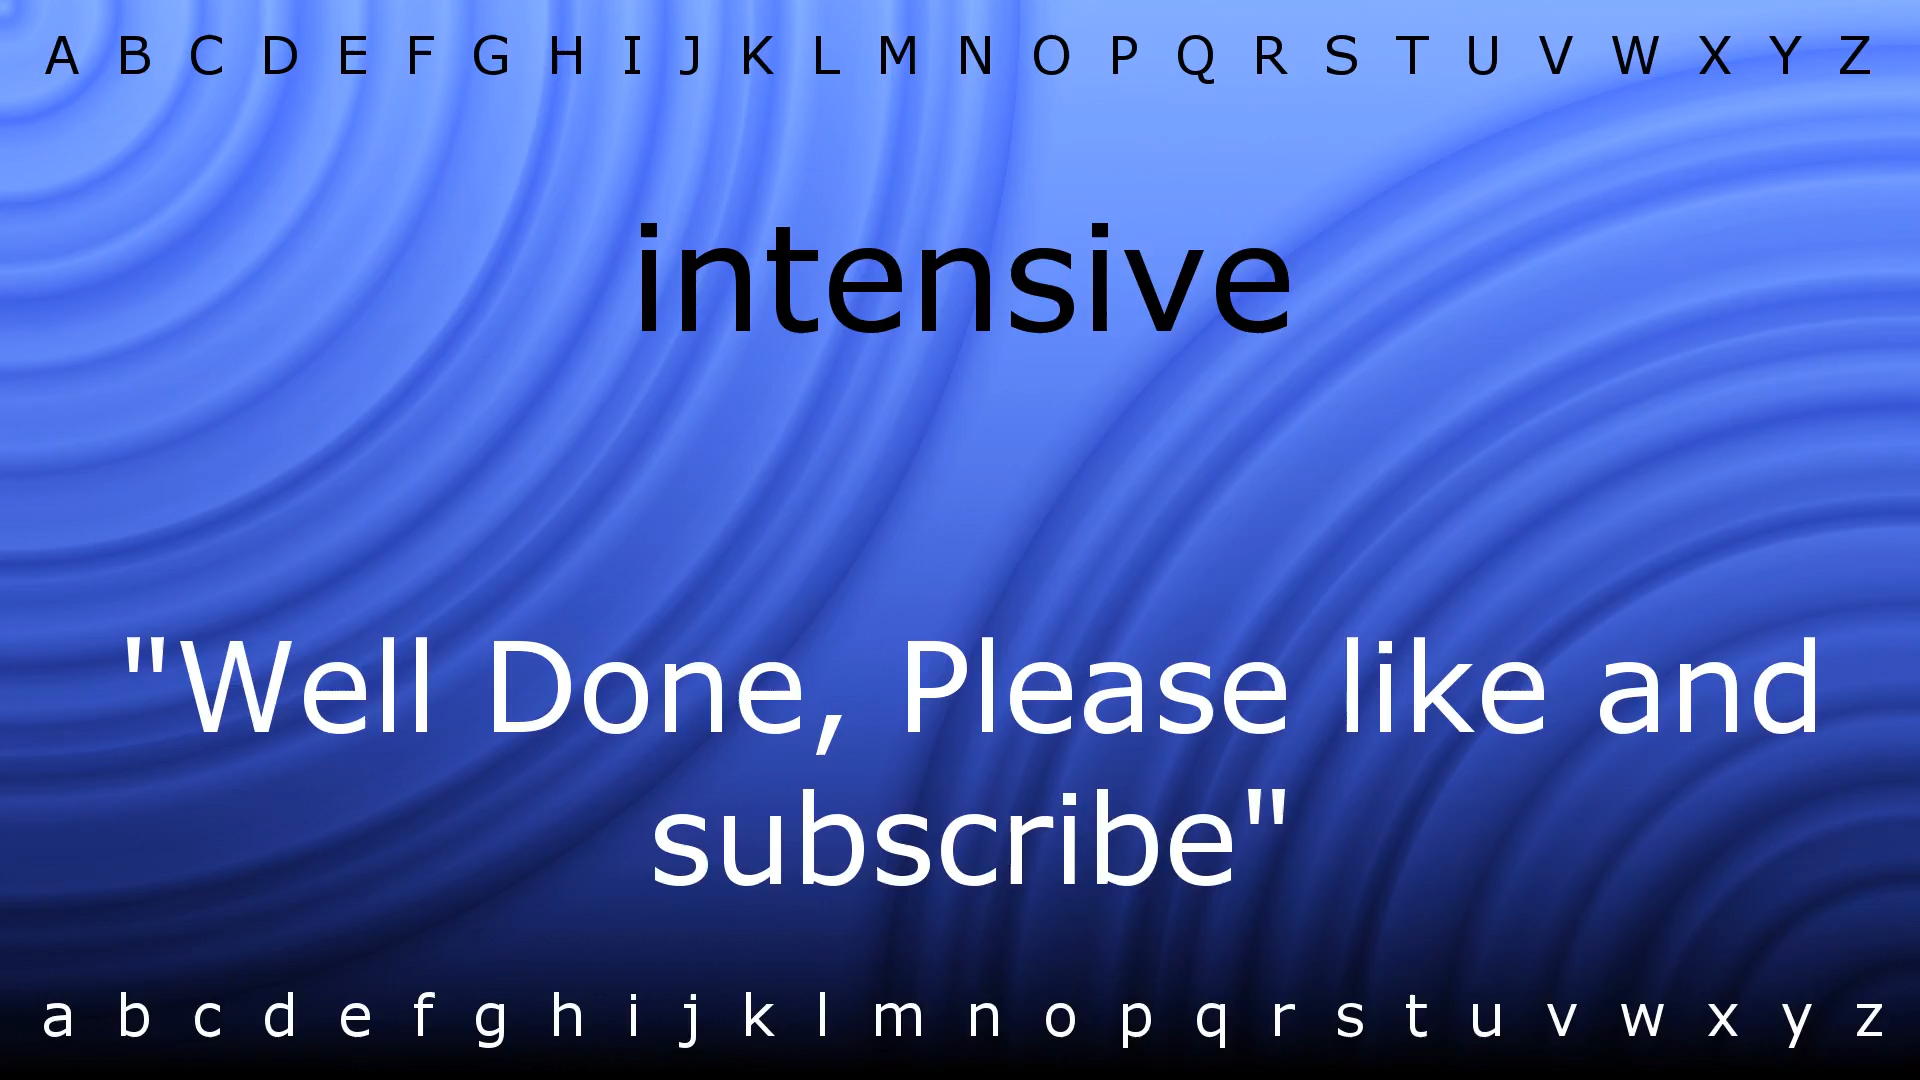 A B C D E F G H I J K L M N O P Q R S T U V W X Y Z
intensive
"Well Done, Please like and
subscribe"
a b c d e f g h i j k l m n o p q r s t u v w x y z